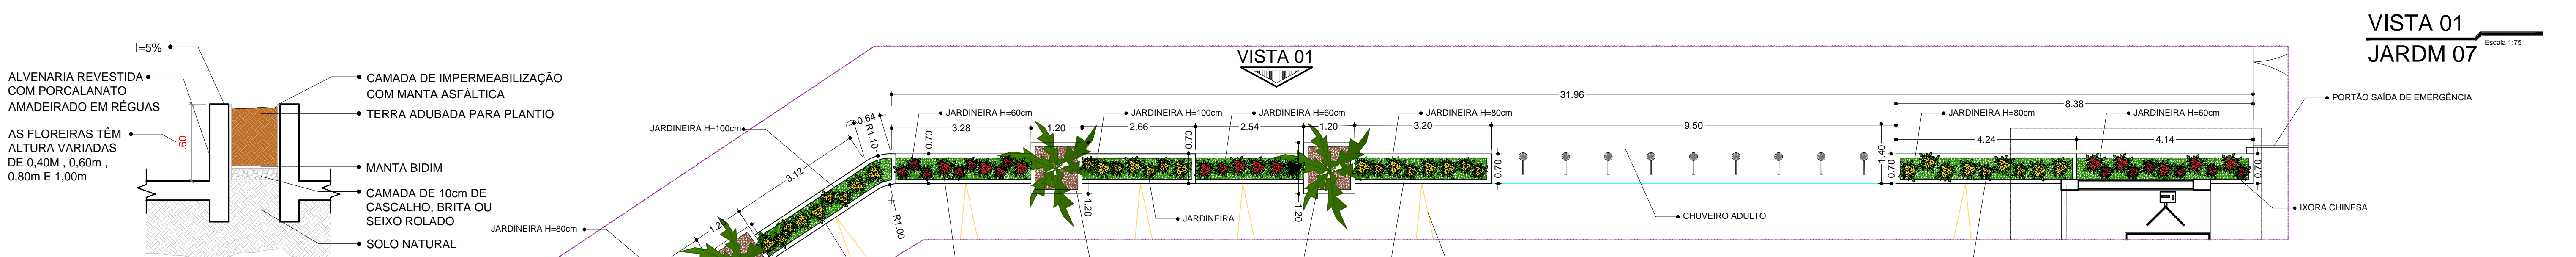 I=5%
ALVENARIA REVESTIDA
COM PORCALANATO
AMADEIRADO EM RÉGUAS
AS FLOREIRAS TÊM
ALTURA VARIADAS
DE 0,40M , 0,60m ,
0,80m E 1,00m
.60
CAMADA DE IMPERMEABILIZAÇÃO
COM MANTA ASFÁLTICA
TERRA ADUBADA PARA PLANTIO
MANTA BIDIM
CAMADA DE 10cm DE
CASCALHO, BRITA OU
SEIXO ROLADO
SOLO NATURAL
JARDINEIRA H=80cm
JARDINEIRA H=100cm
1.20
3.12
0.64
R1.10
R1.00
VISTA 01
31.96
JARDINEIRA H=60cm
JARDINEIRA H=100cm
JARDINEIRA H=60cm
JARDINEIRA H=80cm
3.28
1.20
2.66
2.54
1.20
3.20
9.50
0.70
0.70
0.70
1.20
1.20
JARDINEIRA
CHUVEIRO ADULTO
8.38
JARDINEIRA H=80cm
JARDINEIRA H=60cm
4.24
4.14
1.40
0.70
0.70
PORTÃO SAÍDA DE EMERGÊNCIA
IXORA CHINESA
VISTA 01
JARDM 07
Escala 1:75